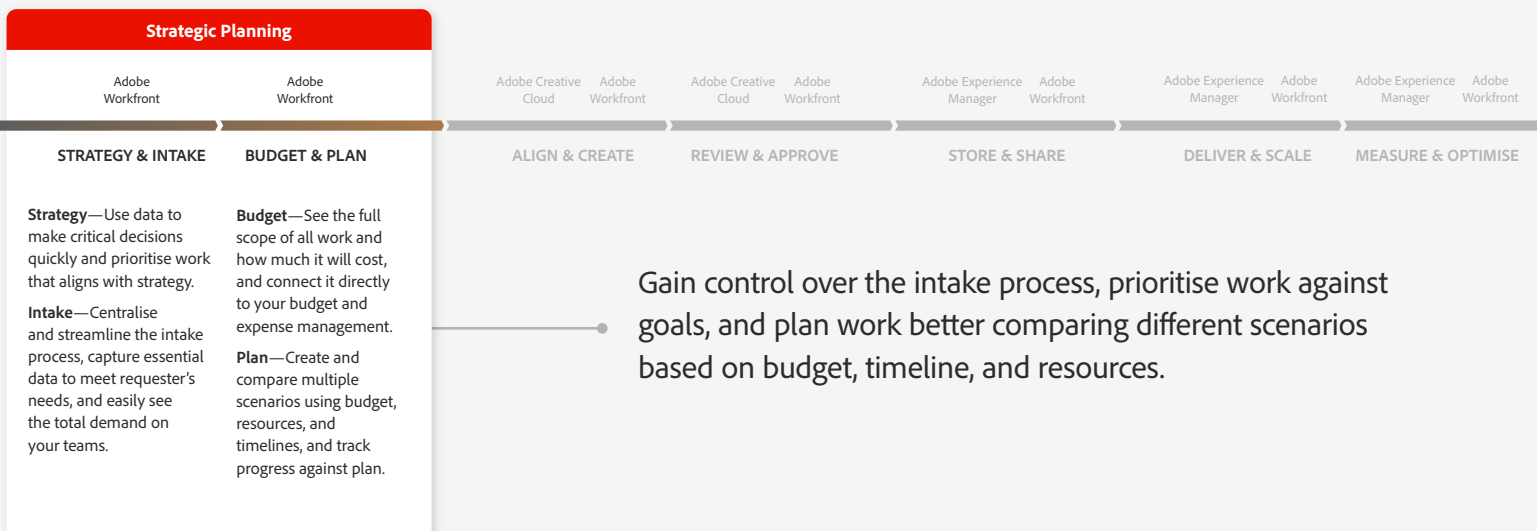 Strategic Planning
Adobe
Workfront
Adobe
Workfront
Adobe Creative
Cloud
Adobe
Workfront
Adobe Creative
Cloud
Adobe
Workfront
Adobe Experience
Manager
Adobe
Workfront
Adobe Experience
Manager
Adobe
Workfront
Adobe Experience
Manager
Adobe
Workfront
STRATEGY & INTAKE
BUDGET & PLAN
ALIGN & CREATE
REVIEW & APPROVE
STORE & SHARE
DELIVER & SCALE
MEASURE & OPTIMISE
Strategy—Use data to
make critical decisions
quickly and prioritise work
that aligns with strategy.
Intake—Centralise
and streamline the intake
process, capture essential
data to meet requester's
needs, and easily see
the total demand on
your teams.
Budget—See the full
scope of all work and
how much it will cost,
and connect it directly
to your budget and
expense management.
Plan—Create and
compare multiple
scenarios using budget,
resources, and
timelines, and track
progress against plan.
Gain control over the intake process, prioritise work against
goals, and plan work better comparing different scenarios
based on budget, timeline, and resources.